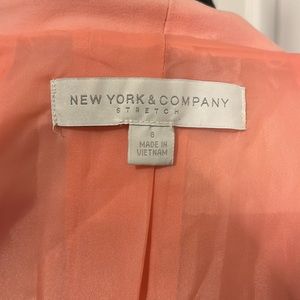 NEW YORK & COMPANY
STRETCH
6
MADE IN
VIETNAM